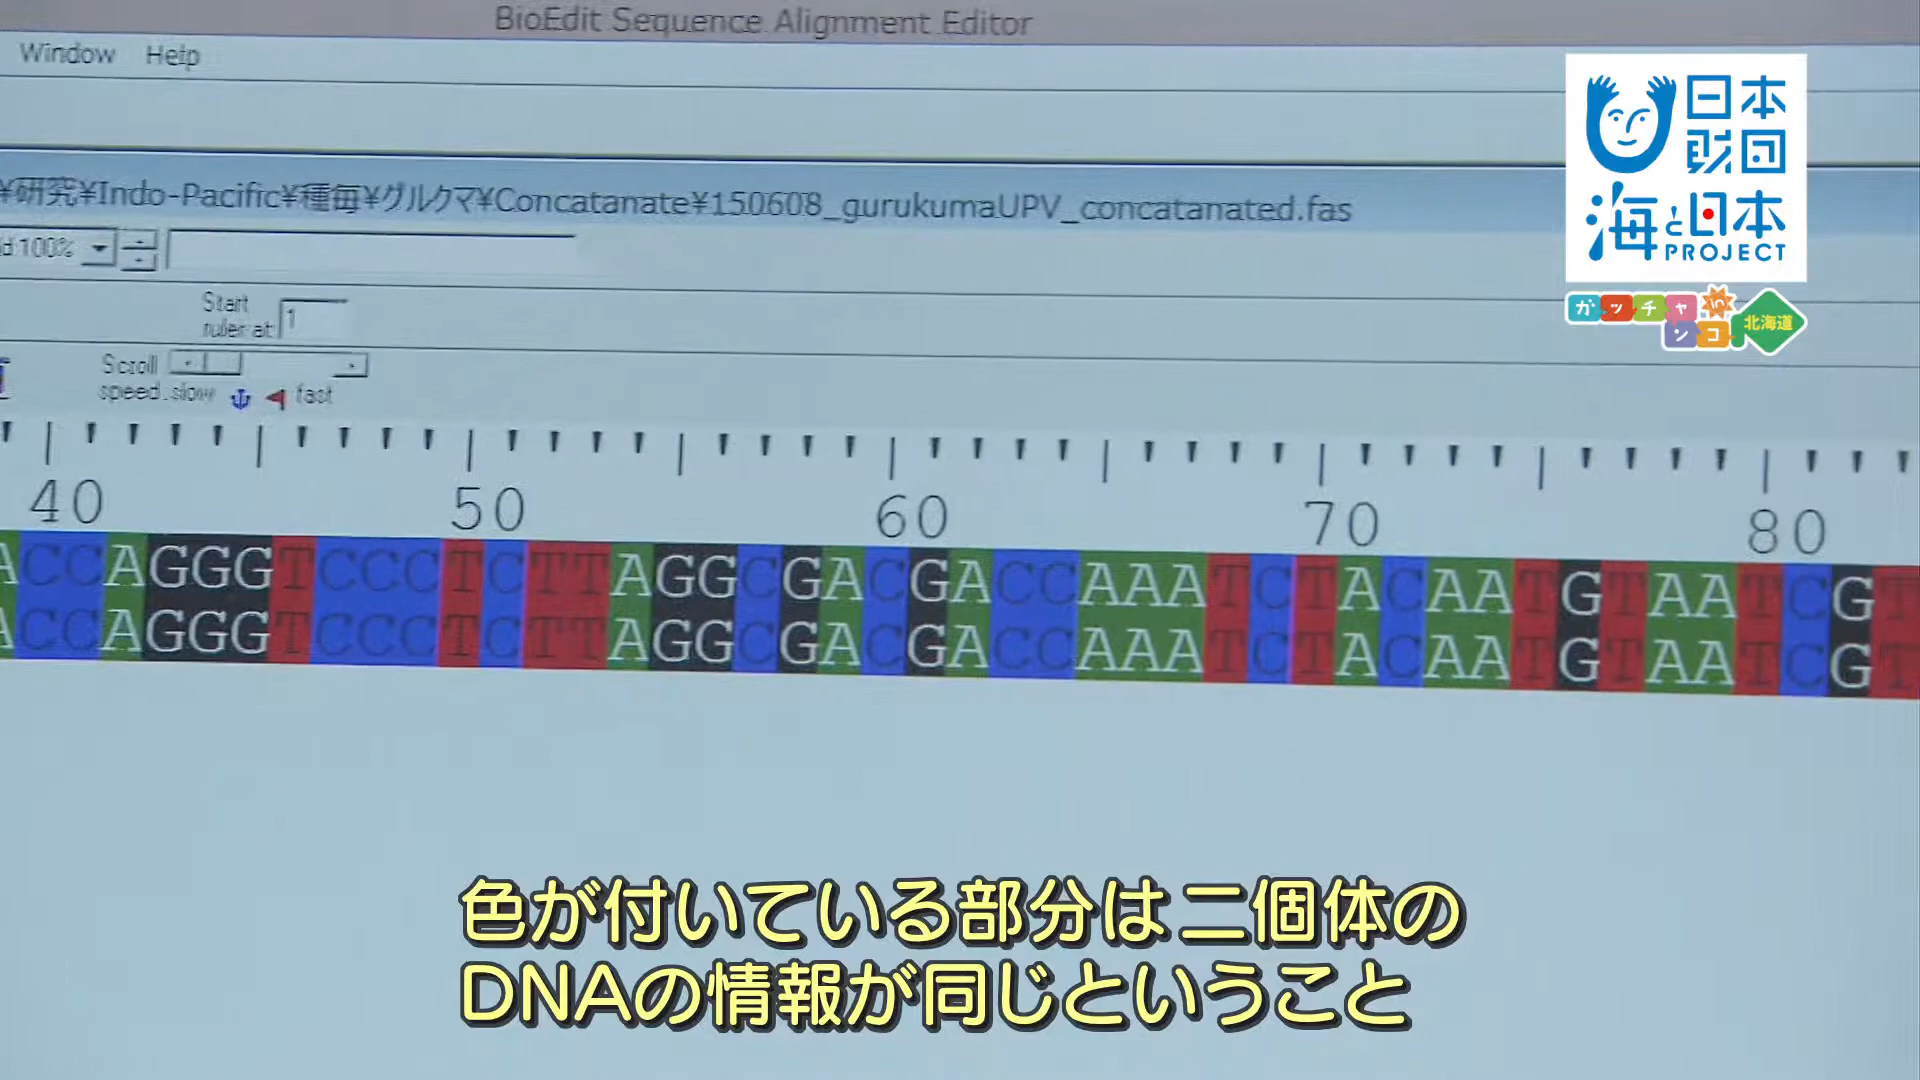 BioEdit Sequence Alignment Editor
Window Help
¥研究¥Indo-Pacific¥種毎¥グルクマ¥Concatanate¥150608_gurukumaUPV_concatanated.fas
100%
Start
ruler at: 1
Scroll
speed. slow fast
40 50 60 70 80
ACCAGGGTCCCTCTTAGGCGACGACCAAATCTACAATGTAATCGT
ACCAGGGTCCCTCTTAGGCGACGACCAAATCTACAATGTAATCGT
日本
財団
海と日本
PROJECT
ガッチャ
ンコ
in
北海道
色が付いている部分は二個体の
DNAの情報が同じということ